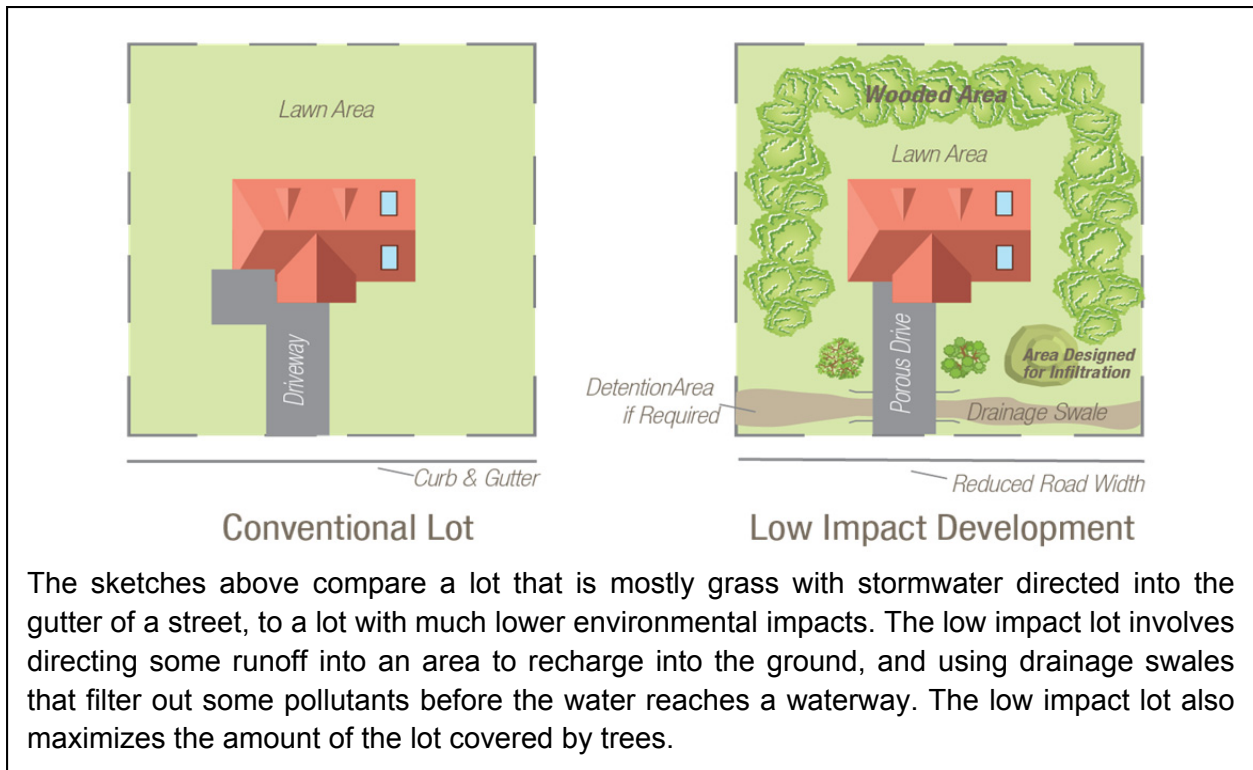 Lawn Area
Driveway
Curb & Gutter
Conventional Lot
Wooded Area
Lawn Area
Area Designed
for Infiltration
Porous Drive
DetentionArea
if Required
Drainage Swale
Reduced Road Width
Low Impact Development
The sketches above compare a lot that is mostly grass with stormwater directed into the
gutter of a street, to a lot with much lower environmental impacts. The low impact lot involves
directing some runoff into an area to recharge into the ground, and using drainage swales
that filter out some pollutants before the water reaches a waterway. The low impact lot also
maximizes the amount of the lot covered by trees.